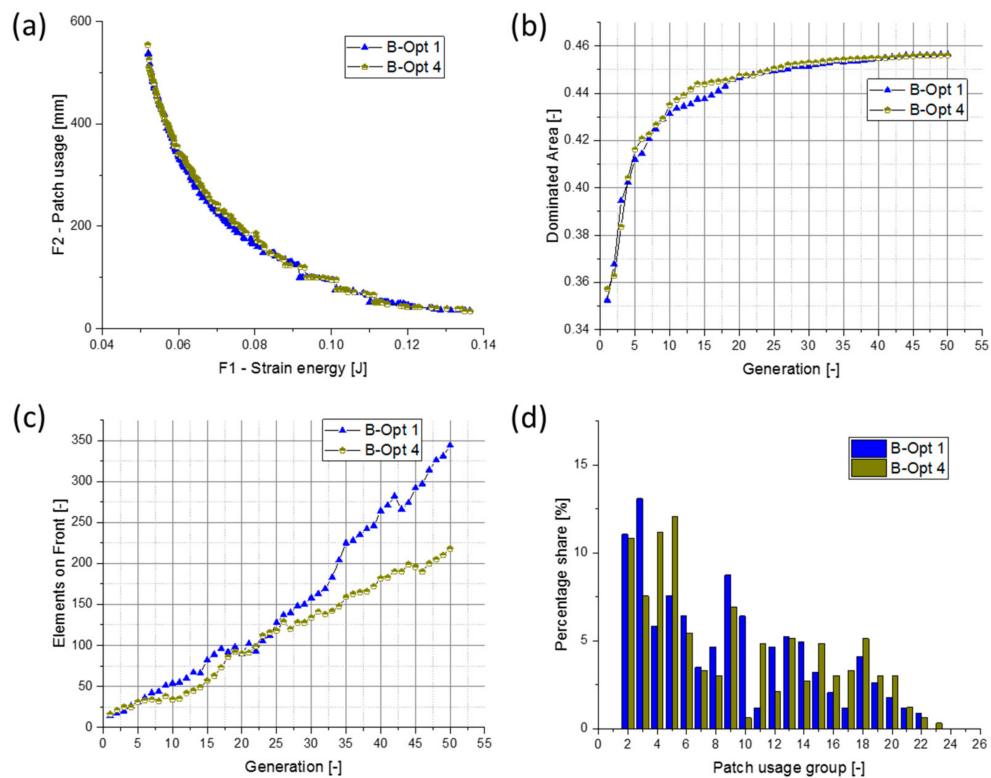 (a)
600
400
200
0
F2 - Patch usage [mm]
B-Opt 1
B-Opt 4
0.04 0.06 0.08 0.10 0.12 0.14
F1 - Strain energy [J]
(b)
0.46
0.44
0.42
0.40
0.38
0.36
0.34
Dominated Area [-]
B-Opt 1
B-Opt 4
0 5 10 15 20 25 30 35 40 45 50 55
Generation [-]
(c)
350
300
250
200
150
100
50
0
Elements on Front [-]
B-Opt 1
B-Opt 4
0 5 10 15 20 25 30 35 40 45 50 55
Generation [-]
(d)
15
10
5
0
Percentage share [%]
B-Opt 1
B-Opt 4
0 2 4 6 8 10 12 14 16 18 20 22 24 26
Patch usage group [-]